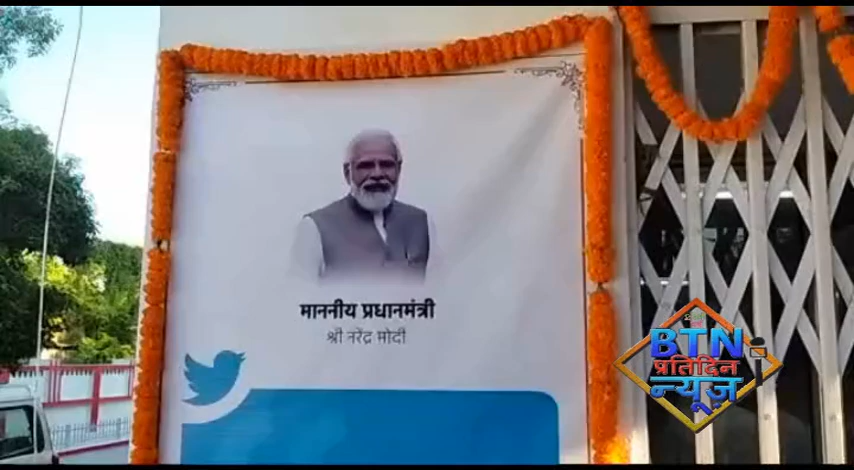 माननीय प्रधानमंत्री
श्री नरेंद्र मोदी
BTN
प्रतिदिन
न्यूज़